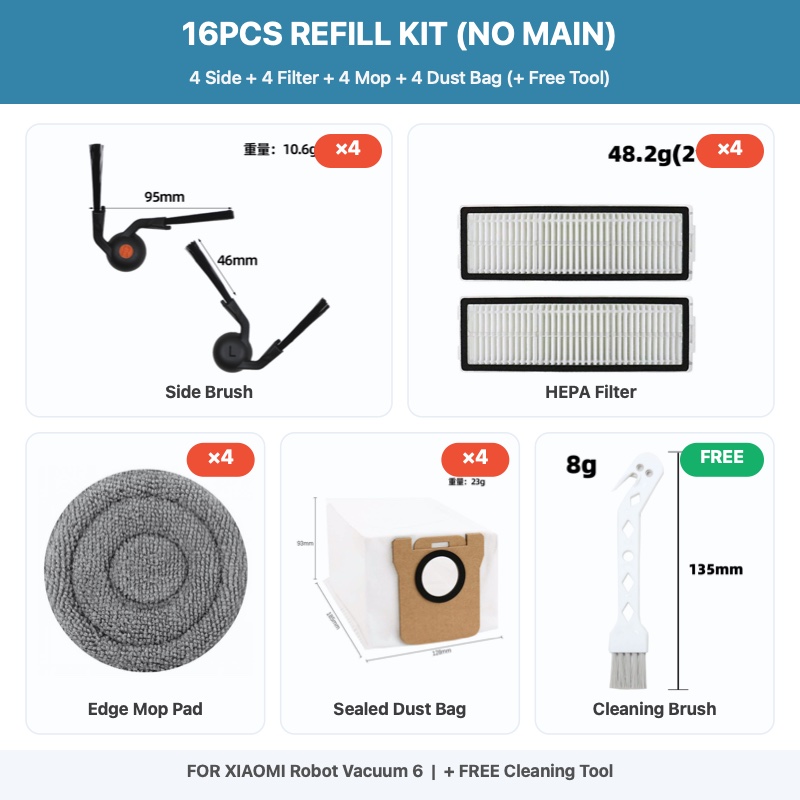 16PCS REFILL KIT (NO MAIN)
4 Side + 4 Filter + 4 Mop + 4 Dust Bag (+ Free Tool)
重量：10.6g
×4
95mm
46mm
L
Side Brush
48.2g(2
×4
HEPA Filter
×4
Edge Mop Pad
×4
重量：23g
93mm
128mm
Sealed Dust Bag
8g
FREE
135mm
Cleaning Brush
FOR XIAOMI Robot Vacuum 6 | + FREE Cleaning Tool